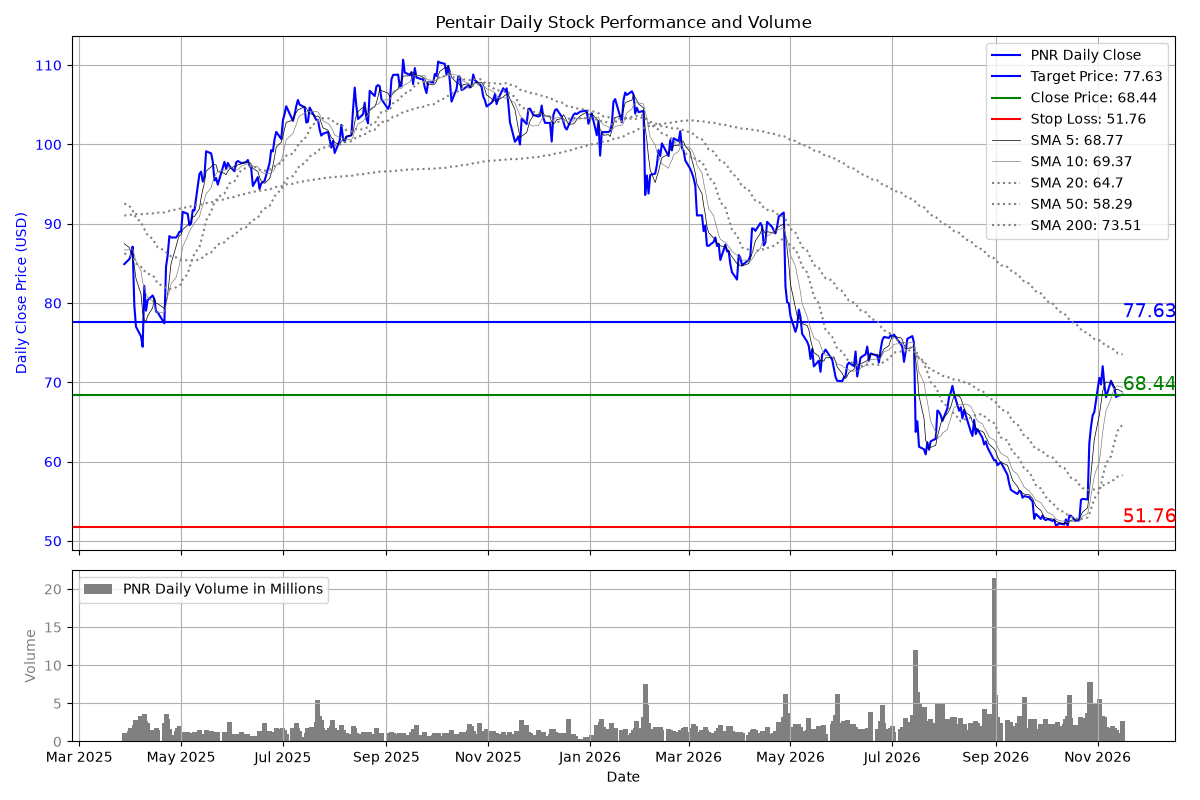 Pentair Daily Stock Performance and Volume
Daily Close Price (USD)
110
100
90
80
70
60
50
PNR Daily Close
Target Price: 77.63
Close Price: 68.44
Stop Loss: 51.76
SMA 5: 68.77
SMA 10: 69.37
SMA 20: 64.7
SMA 50: 58.29
SMA 200: 73.51
77.63
68.44
51.76
Volume
20
15
10
5
0
PNR Daily Volume in Millions
Mar 2025 May 2025 Jul 2025 Sep 2025 Nov 2025 Jan 2026 Mar 2026 May 2026 Jul 2026 Sep 2026 Nov 2026
Date